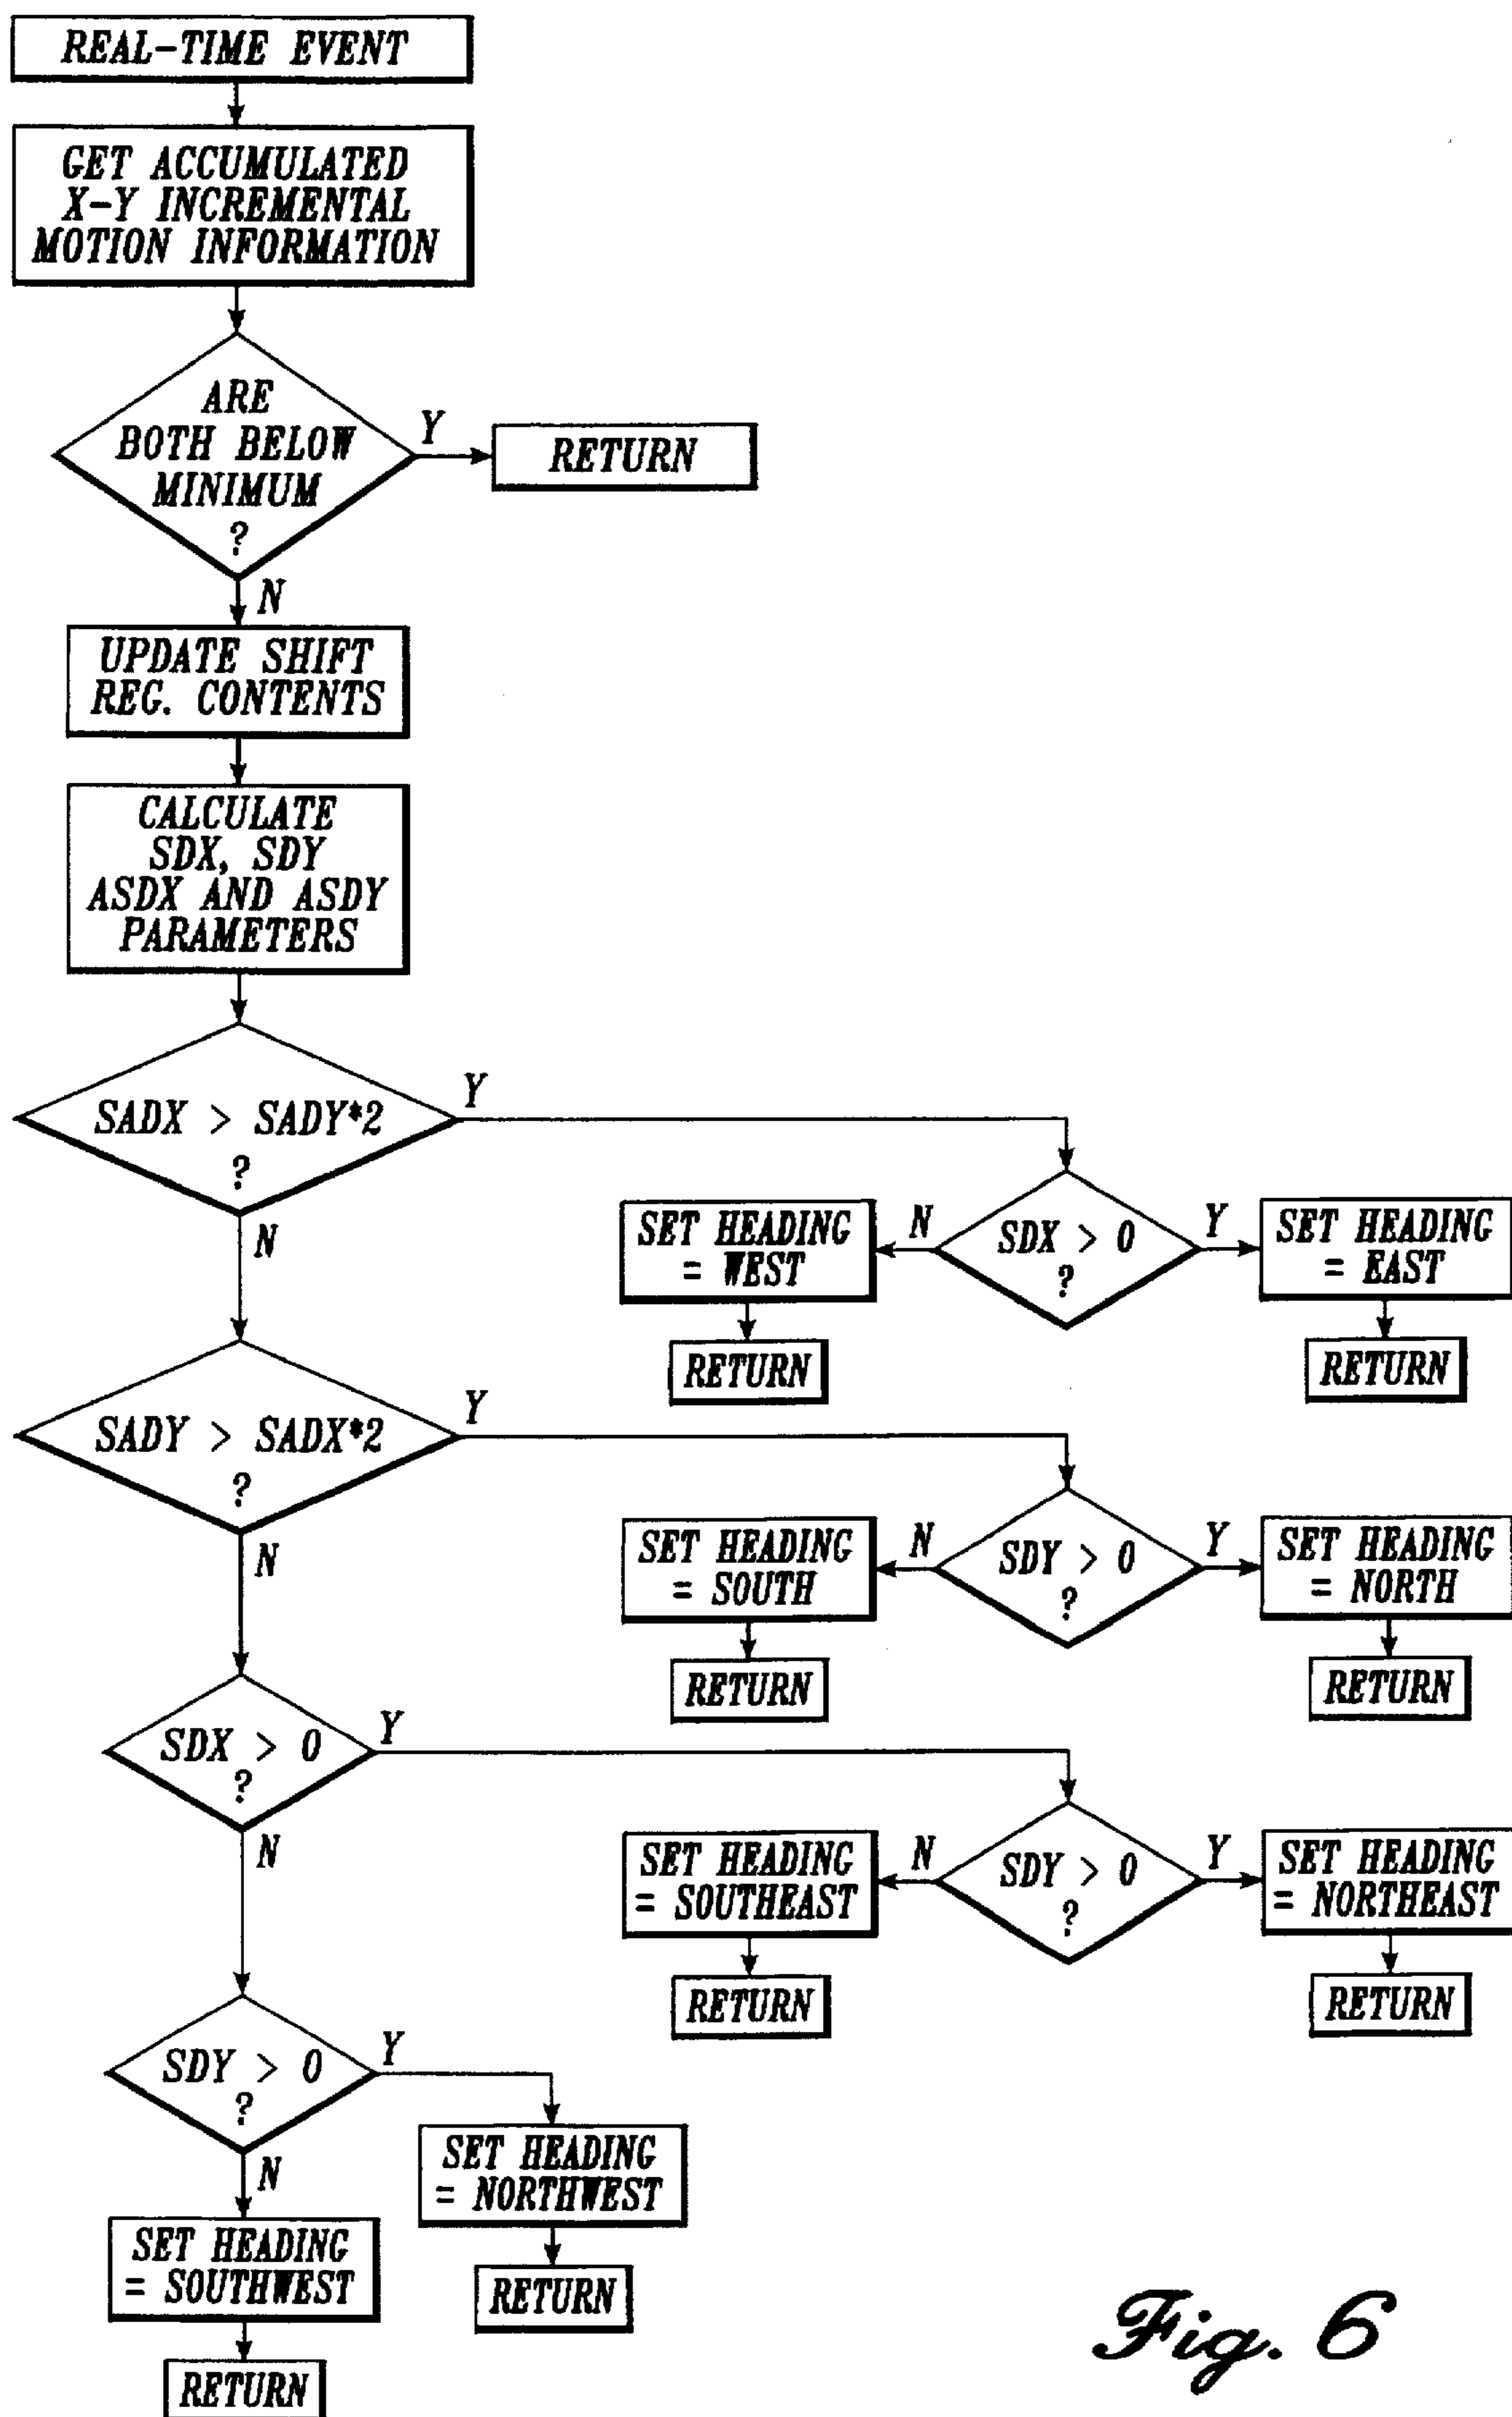 REAL-TIME EVENT
GET ACCUMULATED
X-Y INCREMENTAL
MOTION INFORMATION
ARE
BOTH BELOW
MINIMUM
?
Y
RETURN
N
UPDATE SHIFT
REG. CONTENTS
CALCULATE
SDX, SDY
ASDX AND ASDY
PARAMETERS
SADX > SADY*2
?
Y
N
SDX > 0
?
N
SET HEADING
= WEST
RETURN
Y
SET HEADING
= EAST
RETURN
SADY > SADX*2
?
Y
N
SDY > 0
?
N
SET HEADING
= SOUTH
RETURN
Y
SET HEADING
= NORTH
RETURN
SDX > 0
?
Y
N
SDY > 0
?
N
SET HEADING
= SOUTHEAST
RETURN
Y
SET HEADING
= NORTHEAST
RETURN
SDY > 0
?
Y
SET HEADING
= NORTHWEST
RETURN
N
SET HEADING
= SOUTHWEST
RETURN
Fig. 6